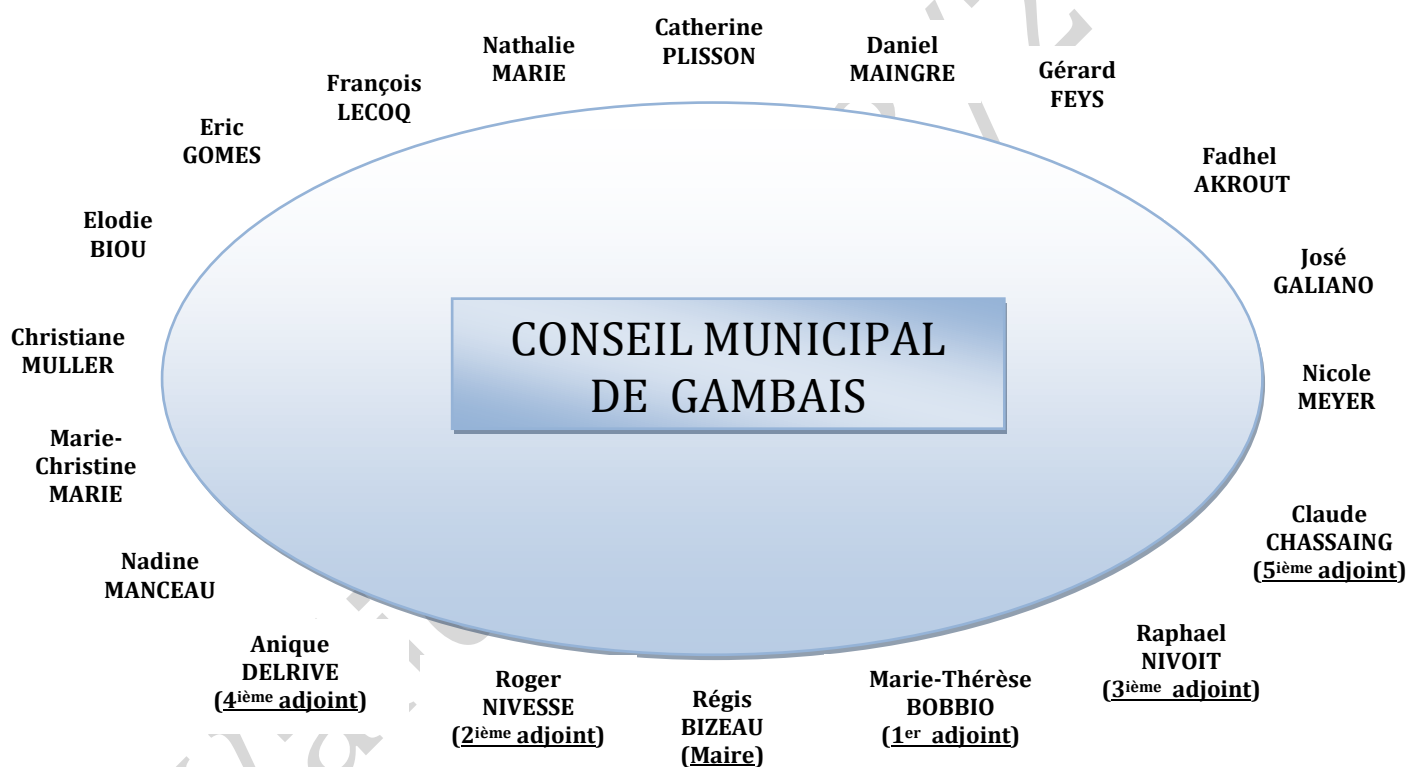 Catherine
PLISSON
Nathalie
MARIE
Daniel
MAINGRE
Gérard
FEYS
François
LECOQ
Eric
GOMES
Fadhel
AKROUT
Elodie
BIOU
José
GALIANO
Christiane
MULLER
CONSEIL MUNICIPAL
DE GAMBAIS
Nicole
MEYER
Marie-
Christine
MARIE
Claude
CHASSAING
(5ième adjoint)
Nadine
MANCEAU
Anique
DELRIVE
(4ième adjoint)
Roger
NIVESSE
(2ième adjoint)
Régis
BIZEAU
(Maire)
Marie-Thérèse
BOBBIO
(1er adjoint)
Raphael
NIVOIT
(3ième adjoint)